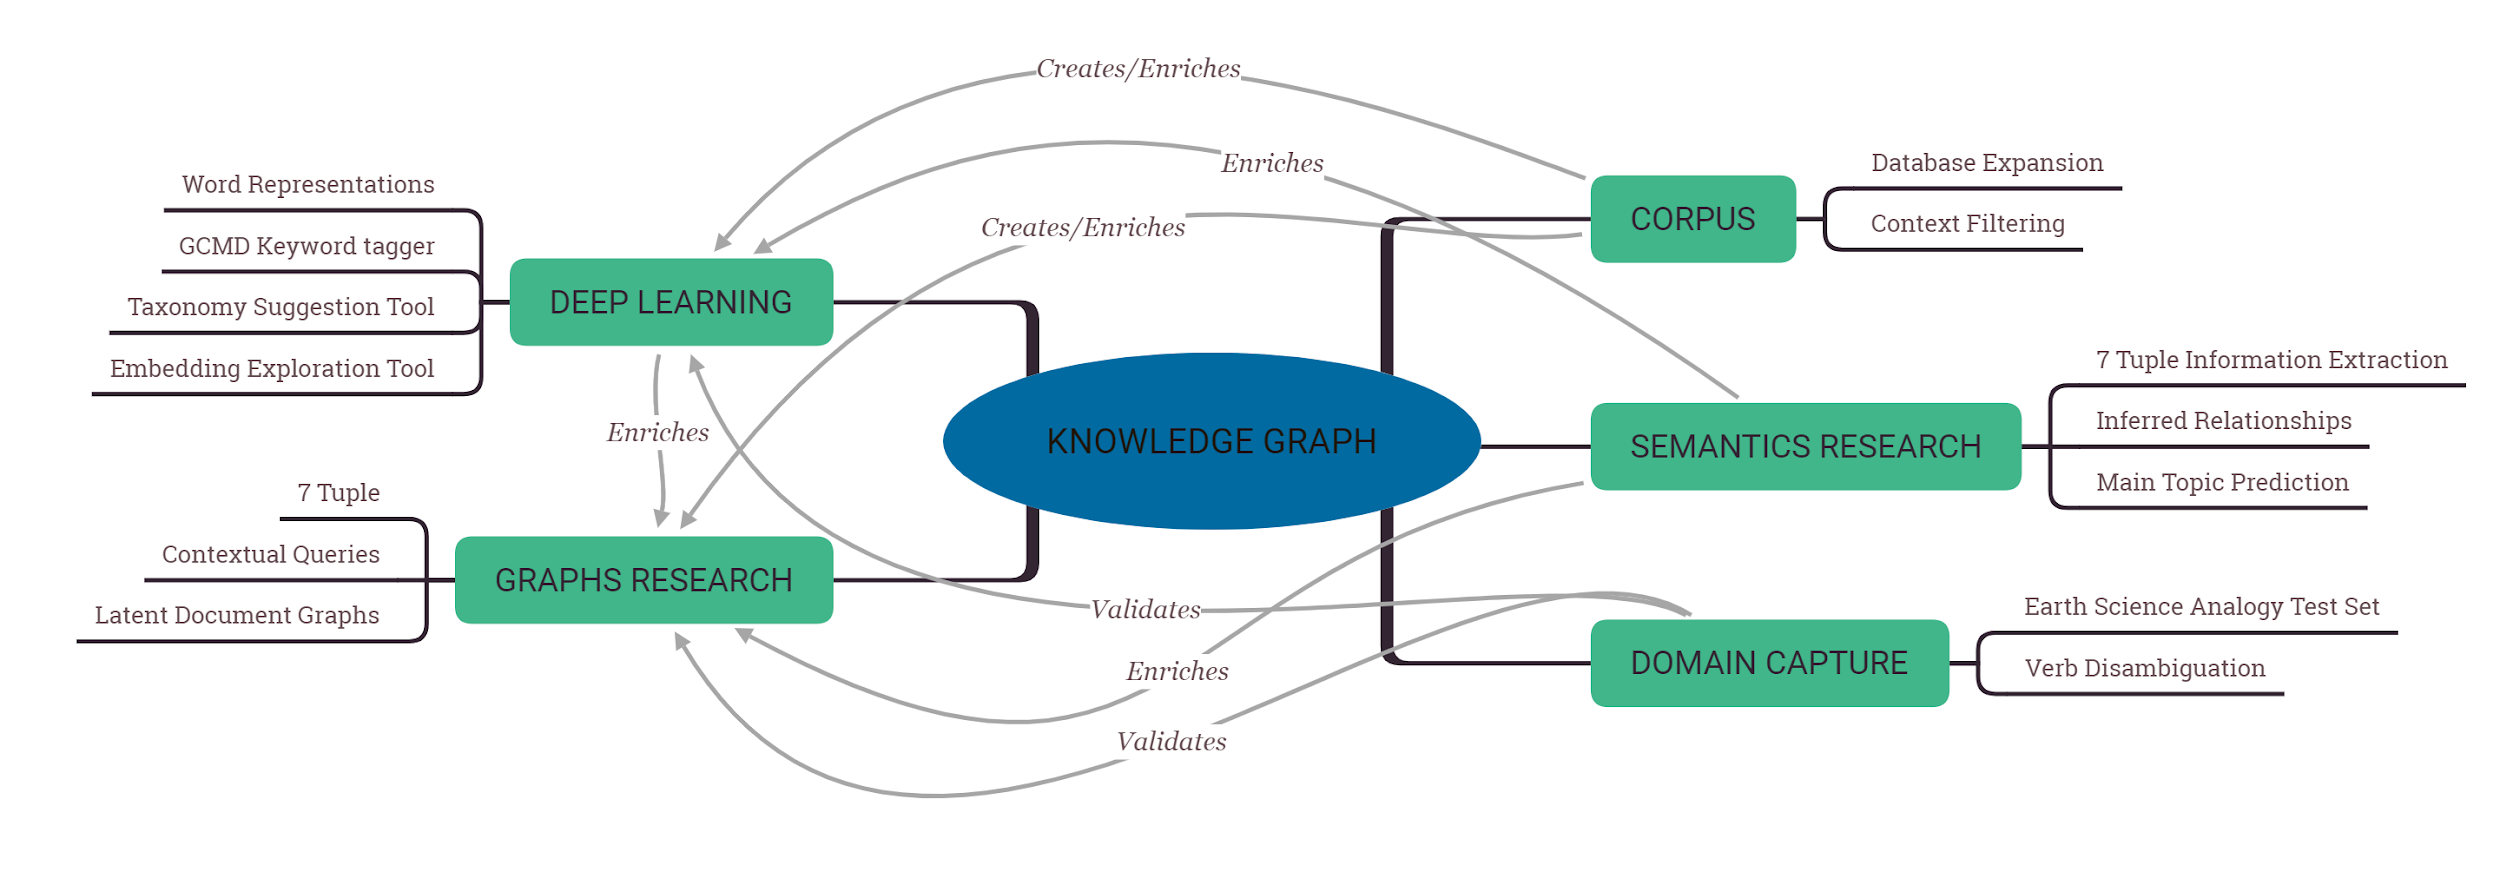 Creates/Enriches
Enriches
Creates/Enriches
Word Representations
GCMD Keyword tagger
Taxonomy Suggestion Tool
Embedding Exploration Tool
DEEP LEARNING
Enriches
7 Tuple
Contextual Queries
Latent Document Graphs
GRAPHS RESEARCH
KNOWLEDGE GRAPH
CORPUS
Database Expansion
Context Filtering
SEMANTICS RESEARCH
7 Tuple Information Extraction
Inferred Relationships
Main Topic Prediction
Validates
Enriches
Validates
DOMAIN CAPTURE
Earth Science Analogy Test Set
Verb Disambiguation